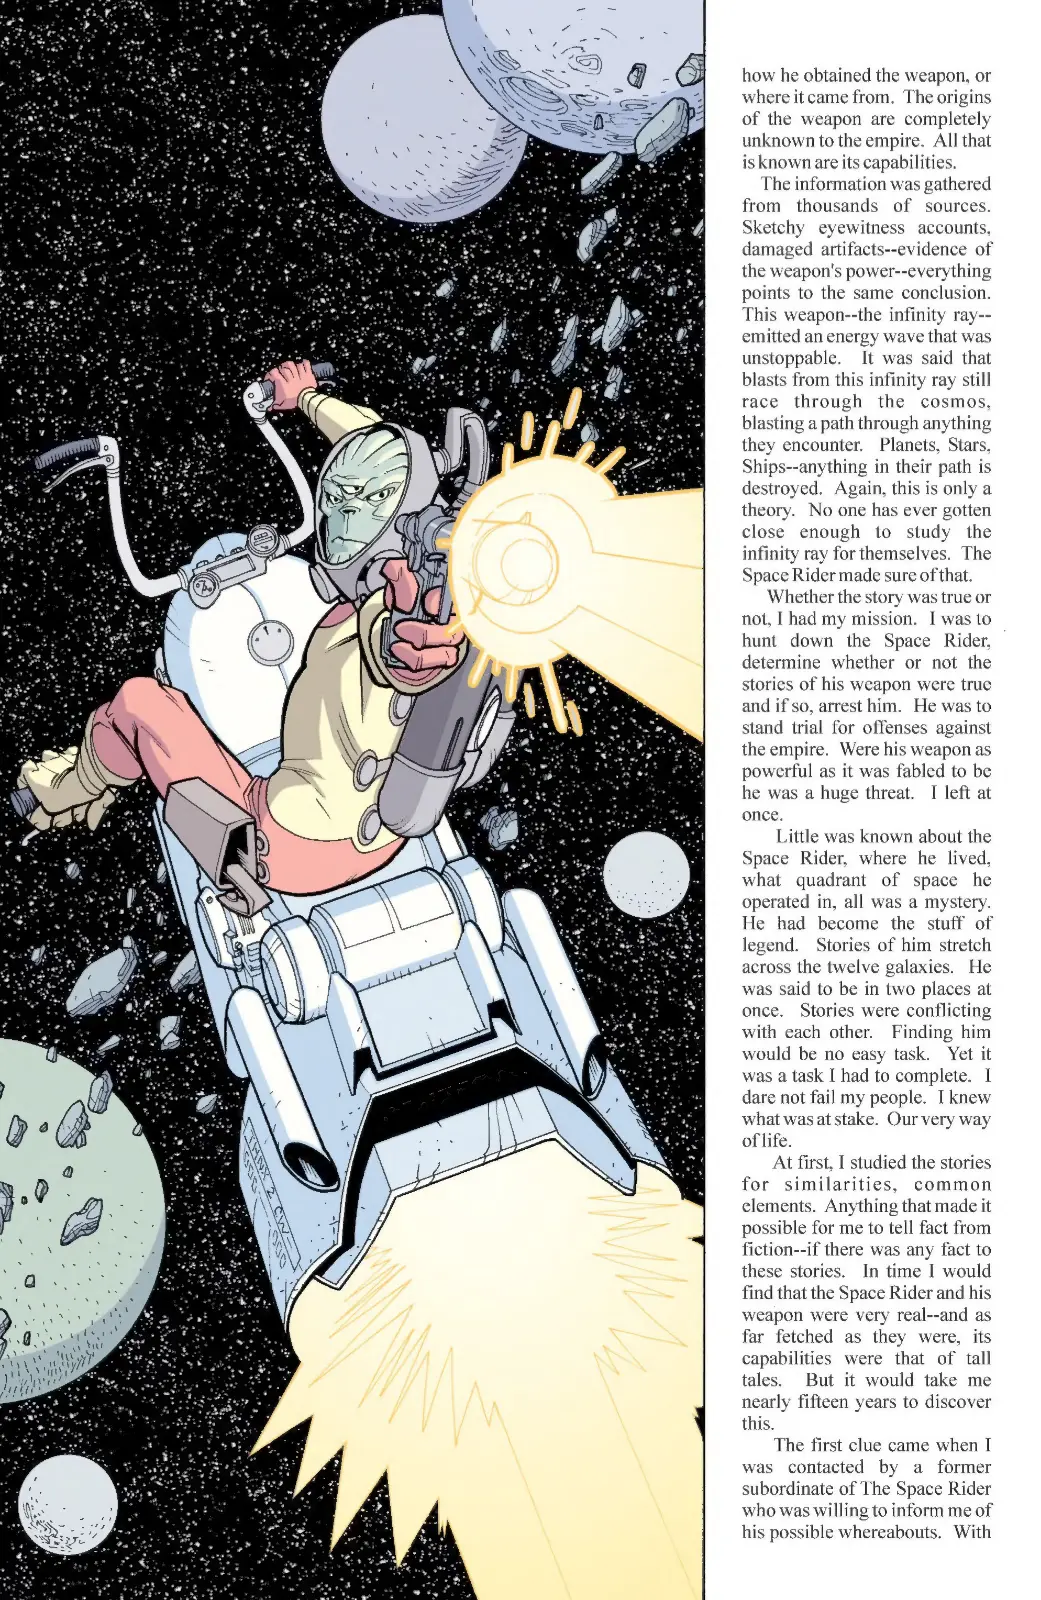 how he obtained the weapon, or
where it came from.  The origins
of the weapon are completely
unknown to the empire.  All that
is known are its capabilities.
The information was gathered
from thousands of sources.
Sketchy eyewitness accounts,
damaged artifacts--evidence of
the weapon's power--everything
points to the same conclusion.
This weapon--the infinity ray--
emitted an energy wave that was
unstoppable.  It was said that
blasts from this infinity ray still
race through the cosmos,
blasting a path through anything
they encounter.  Planets, Stars,
Ships--anything in their path is
destroyed.  Again, this is only a
theory.  No one has ever gotten
close enough to study the
infinity ray for themselves.  The
Space Rider made sure of that.
Whether the story was true or
not, I had my mission.  I was to
hunt down the Space Rider,
determine whether or not the
stories of his weapon were true
and if so, arrest him.  He was to
stand trial for offenses against
the empire.  Were his weapon as
powerful as it was fabled to be
he was a huge threat.  I left at
once.
Little was known about the
Space Rider, where he lived,
what quadrant of space he
operated in, all was a mystery.
He had become the stuff of
legend.  Stories of him stretch
across the twelve galaxies.  He
was said to be in two places at
once.  Stories were conflicting
with each other.  Finding him
would be no easy task.  Yet it
was a task I had to complete.  I
dare not fail my people.  I knew
what was at stake.  Our very way
of life.
At first, I studied the stories
for similarities, common
elements.  Anything that made it
possible for me to tell fact from
fiction--if there was any fact to
these stories.  In time I would
find that the Space Rider and his
weapon were very real--and as
far fetched as they were, its
capabilities were that of tall
tales.  But it would take me
nearly fifteen years to discover
this.
The first clue came when I
was contacted by a former
subordinate of The Space Rider
who was willing to inform me of
his possible whereabouts.  With